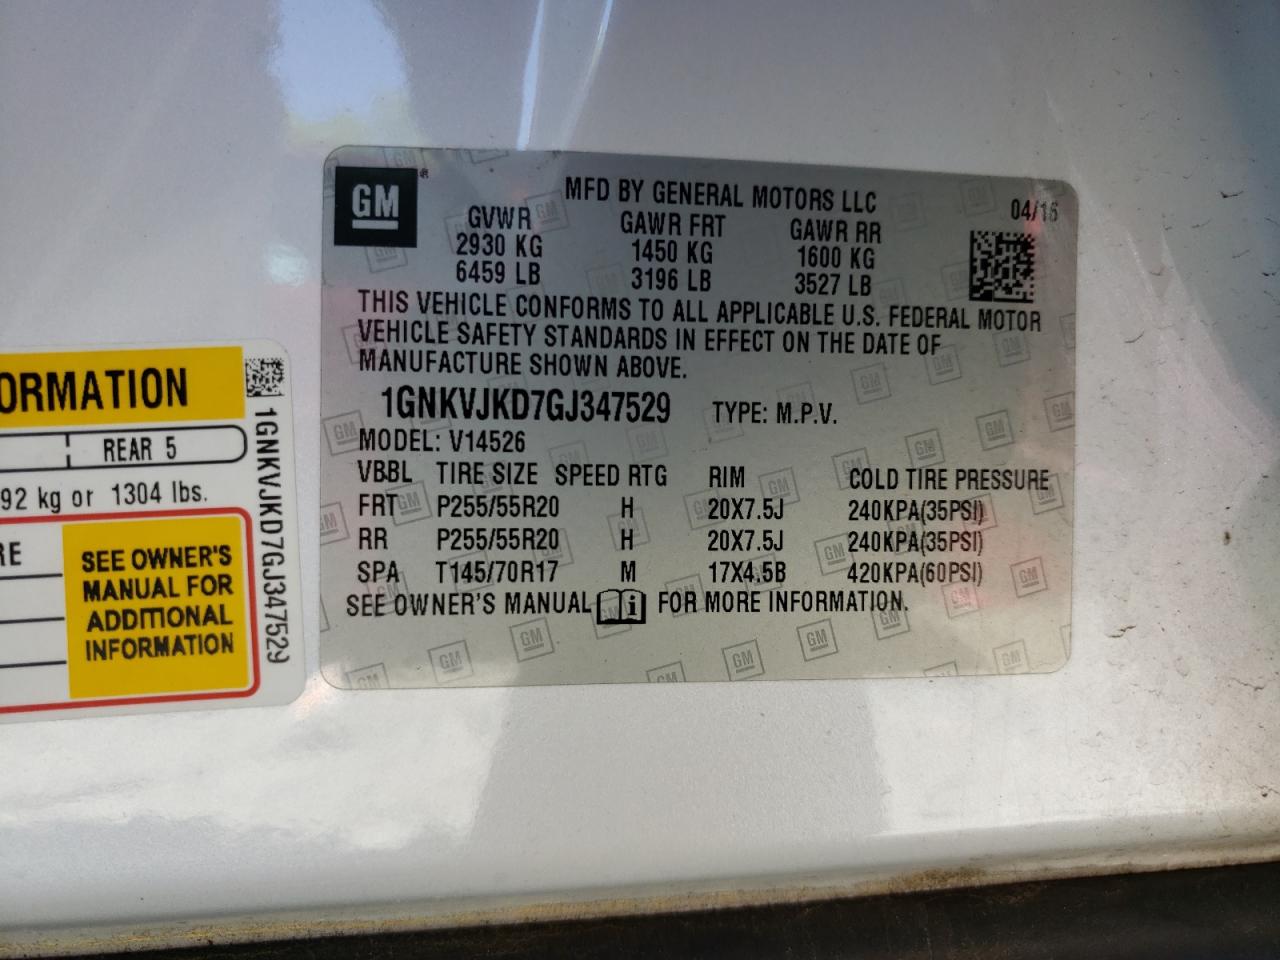 GM
®
MFD BY GENERAL MOTORS LLC
04/16
GVWR GAWR FRT GAWR RR
2930 KG 1450 KG 1600 KG
6459 LB 3196 LB 3527 LB
THIS VEHICLE CONFORMS TO ALL APPLICABLE U.S. FEDERAL MOTOR
VEHICLE SAFETY STANDARDS IN EFFECT ON THE DATE OF
MANUFACTURE SHOWN ABOVE.
1GNKVJKD7GJ347529 TYPE: M.P.V.
MODEL: V14526
VBBL TIRE SIZE SPEED RTG RIM COLD TIRE PRESSURE
FRT P255/55R20 H 20X7.5J 240KPA(35PSI)
RR P255/55R20 H 20X7.5J 240KPA(35PSI)
SPA T145/70R17 M 17X4.5B 420KPA(60PSI)
SEE OWNER'S MANUAL FOR MORE INFORMATION.
ORMATION
REAR 5
92 kg or 1304 lbs.
RE
SEE OWNER'S
MANUAL FOR
ADDITIONAL
INFORMATION
1GNKVJKD7GJ347529